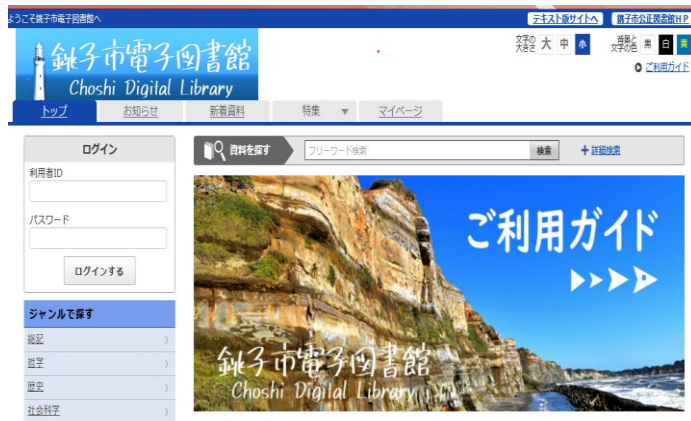 ようこそ銚子市電子図書館へ
テキスト版サイトへ
銚子市公正図書館HP
銚子市電子図書館
Choshi Digital Library
文字の大きさ 大 中 小
背景と文字の色 黒 白 黄
ご利用ガイド
トップ
お知らせ
新着資料
特集 ▼
マイページ
ログイン
利用者ID
パスワード
ログインする
ジャンルで探す
総記
哲学
歴史
社会科学
資料を探す
フリーワード検索
検索
+ 詳細検索
ご利用ガイド
銚子市電子図書館
Choshi Digital Library